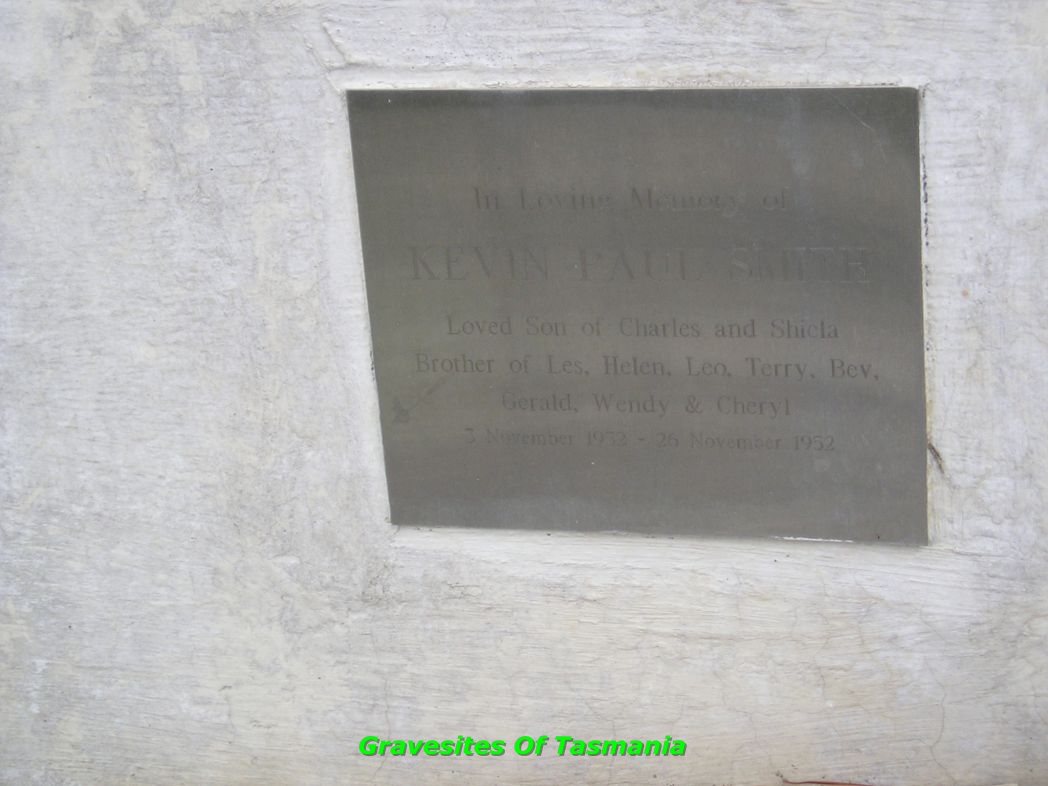 In Loving Memory of
KEVIN PAUL SMITH
Loved Son of Charles and Shiela
Brother of Les, Helen, Leo, Terry, Bev,
Gerald, Wendy & Cheryl
3 November 1952 - 26 November 1952
Gravesites Of Tasmania